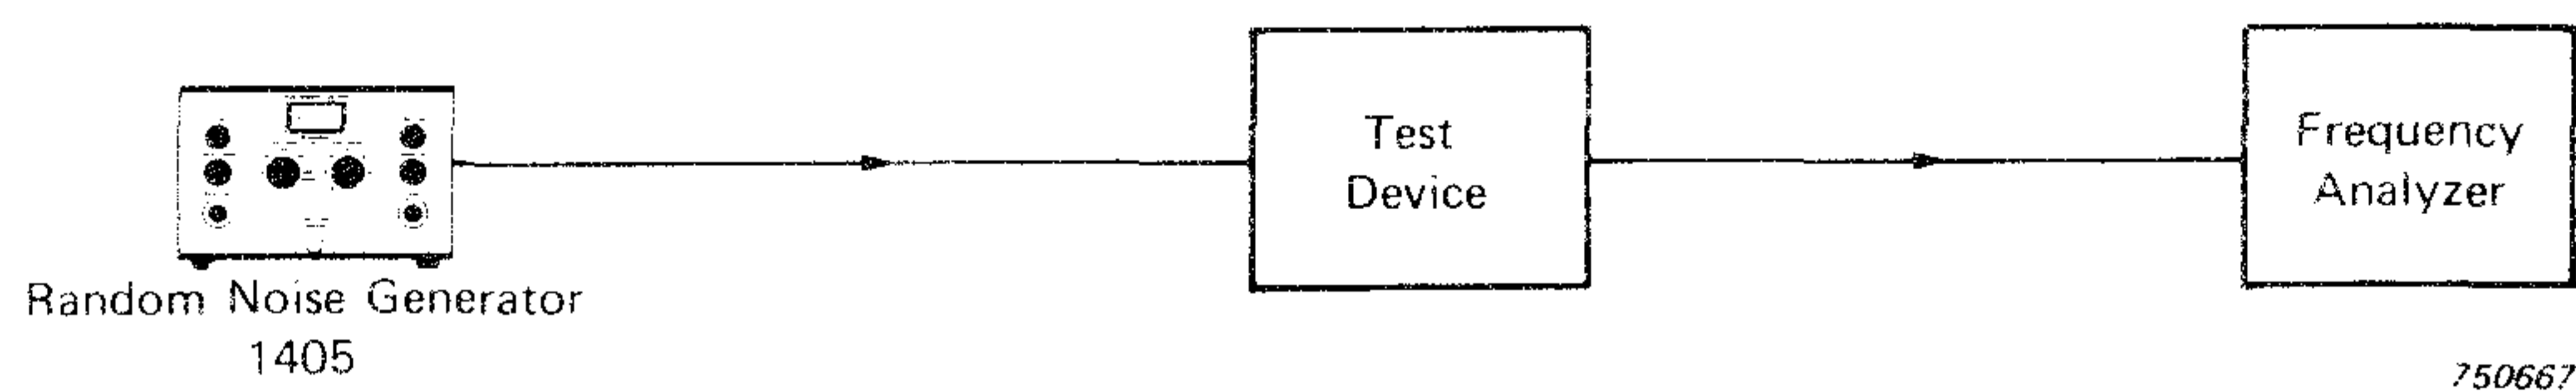 Random Noise Generator
1405
Test
Device
Frequency
Analyzer
750667